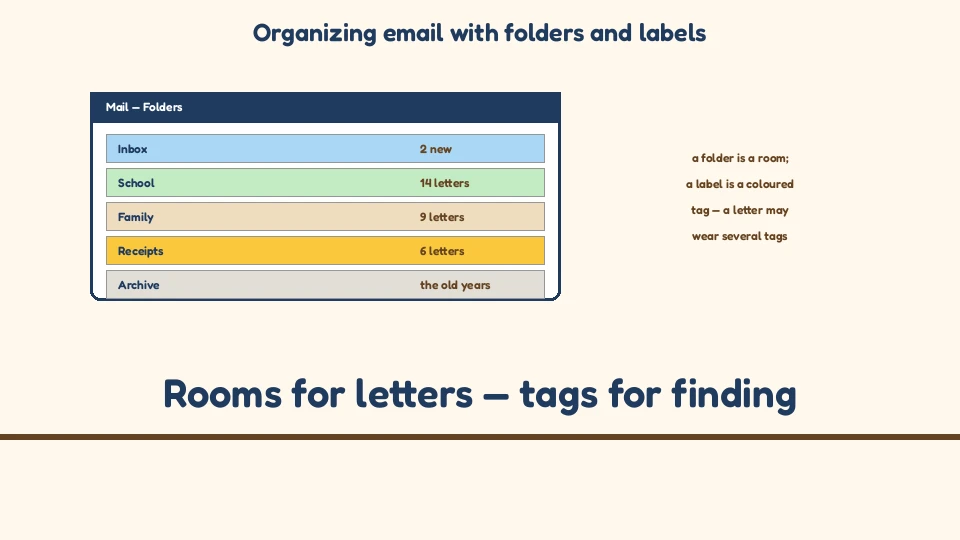 Organizing email with folders and labels
Mail — Folders
Inbox 2 new
School 14 letters
Family 9 letters
Receipts 6 letters
Archive the old years
a folder is a room;
a label is a coloured
tag — a letter may
wear several tags
Rooms for letters — tags for finding